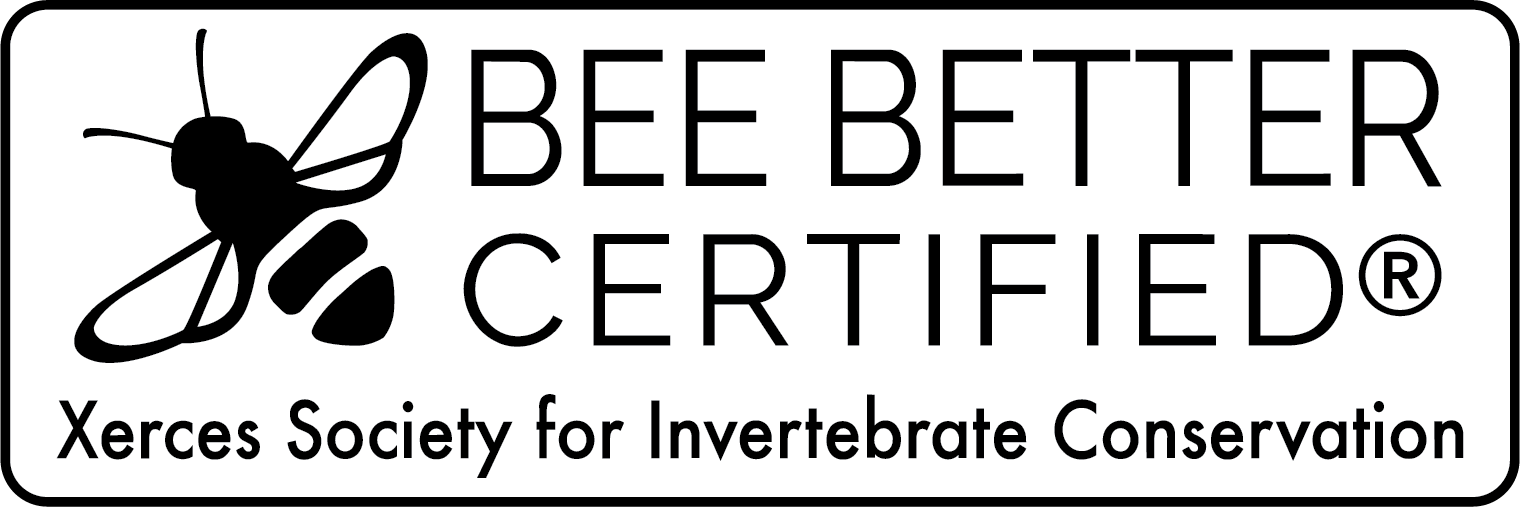 BEE BETTER
CERTIFIED®
Xerces Society for Invertebrate Conservation